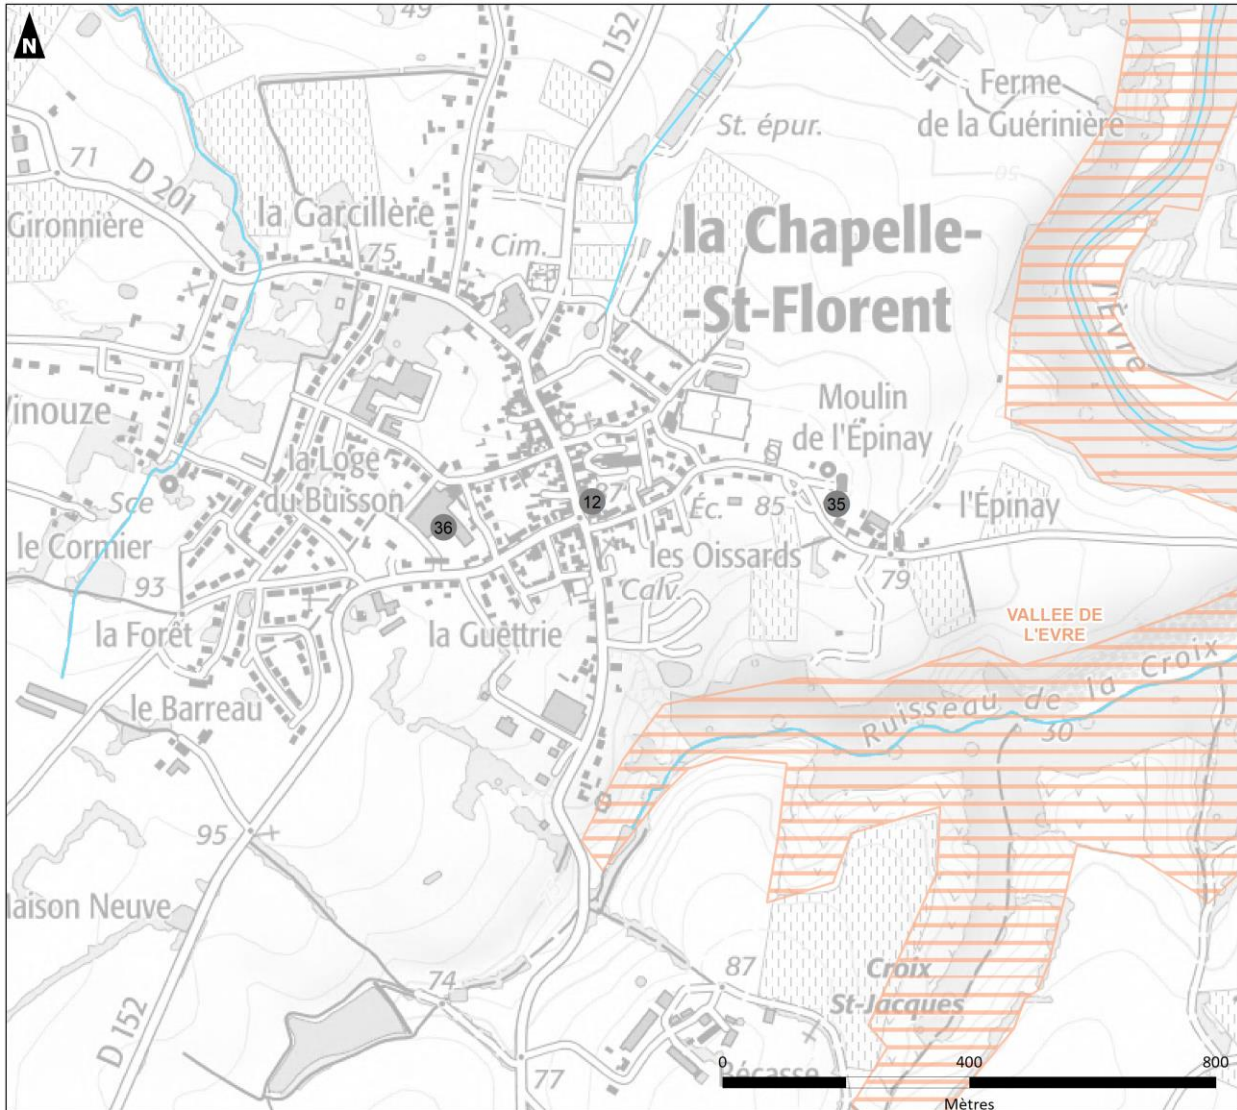 N
49
D 152
St. épur.
Ferme
de la Guérinière
50
71
D 201
Gironnière
la Garcillère
75
Cim.
la Chapelle-
-St-Florent
l'Èvre
Vinouze
la Loge
du Buisson
Moulin
de l'Épinay
Sce
36
12
35
Éc.
85
l'Épinay
le Cormier
93
les Oissards
79
Calv.
la Forêt
la Guettrie
VALLEE DE
L'EVRE
Ruisseau de la Croix
30
le Barreau
95
Maison Neuve
87
74
Croix
St-Jacques
D 152
77
Bécasse
0 400 800
Mètres